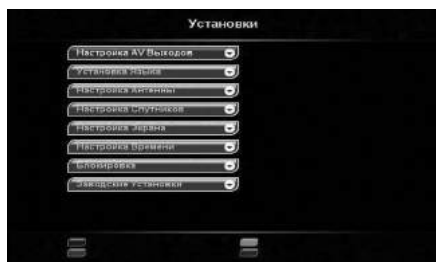 Установки
Настройка AV Выходов
Установка Языка
Настройка Антенны
Настройка Спутников
Настройка Экрана
Настройка Времени
Блокировка
Заводские Установки